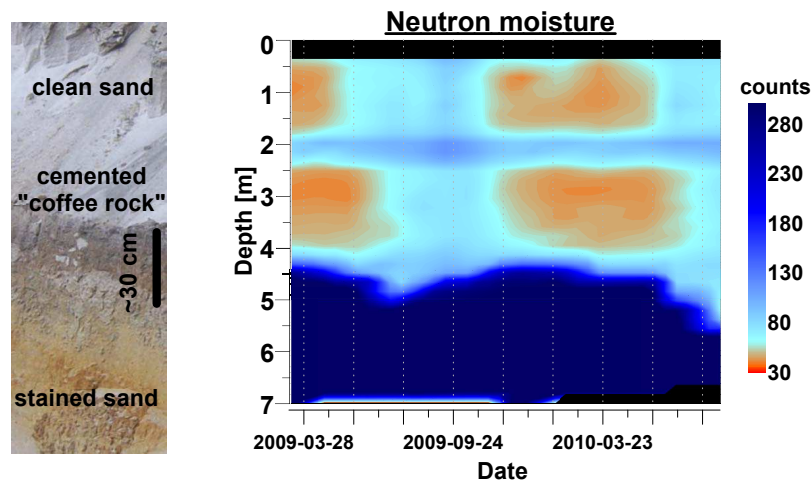 clean sand
cemented
"coffee rock"
~30 cm
stained sand
Neutron moisture
Depth [m]
0
1
2
3
4
5
6
7
2009-03-28 2009-09-24 2010-03-23
Date
counts
280
230
180
130
80
30